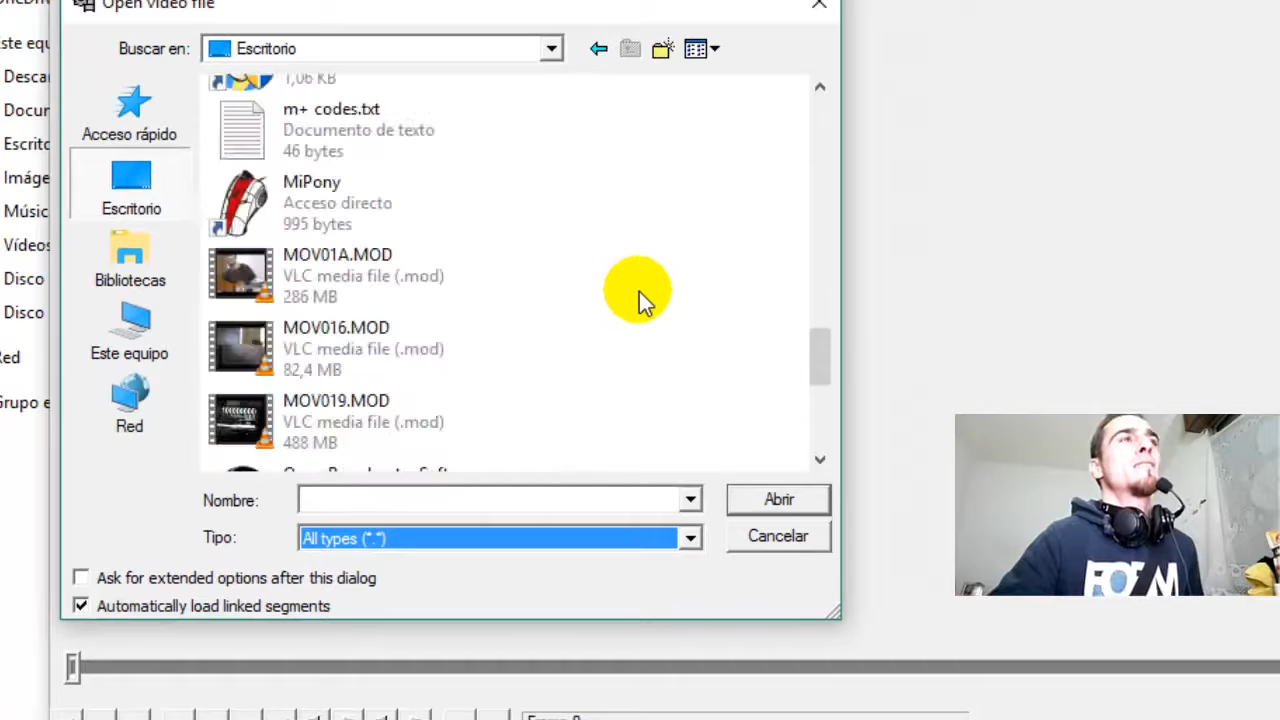 Open video file
Buscar en:
Escritorio
Este equ
Desca
Docum
Escrito
Imáge
Músic
Vídeos
Disco
Disco
Red
Grupo e
Acceso rápido
Escritorio
Bibliotecas
Este equipo
Red
1,06 KB
m+ codes.txt
Documento de texto
46 bytes
MiPony
Acceso directo
995 bytes
MOV01A.MOD
VLC media file (.mod)
286 MB
MOV016.MOD
VLC media file (.mod)
82,4 MB
MOV019.MOD
VLC media file (.mod)
488 MB
Nombre:
Abrir
Tipo:
All types (*.*)
Cancelar
Ask for extended options after this dialog
Automatically load linked segments
Frame 0